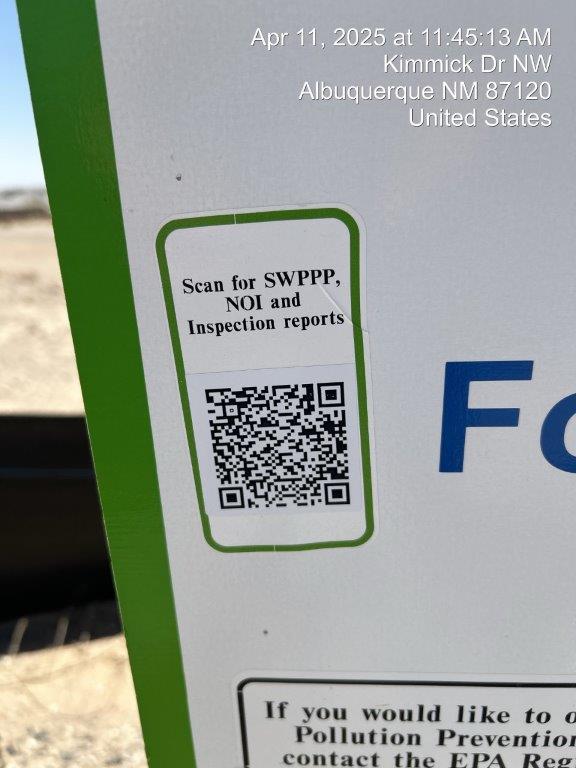 Apr 11, 2025 at 11:45:13 AM
Kimmick Dr NW
Albuquerque NM 87120
United States
Scan for SWPPP,
NOI and
Inspection reports
Fo
If you would like to o
Pollution Prevention
contact the EPA Reg